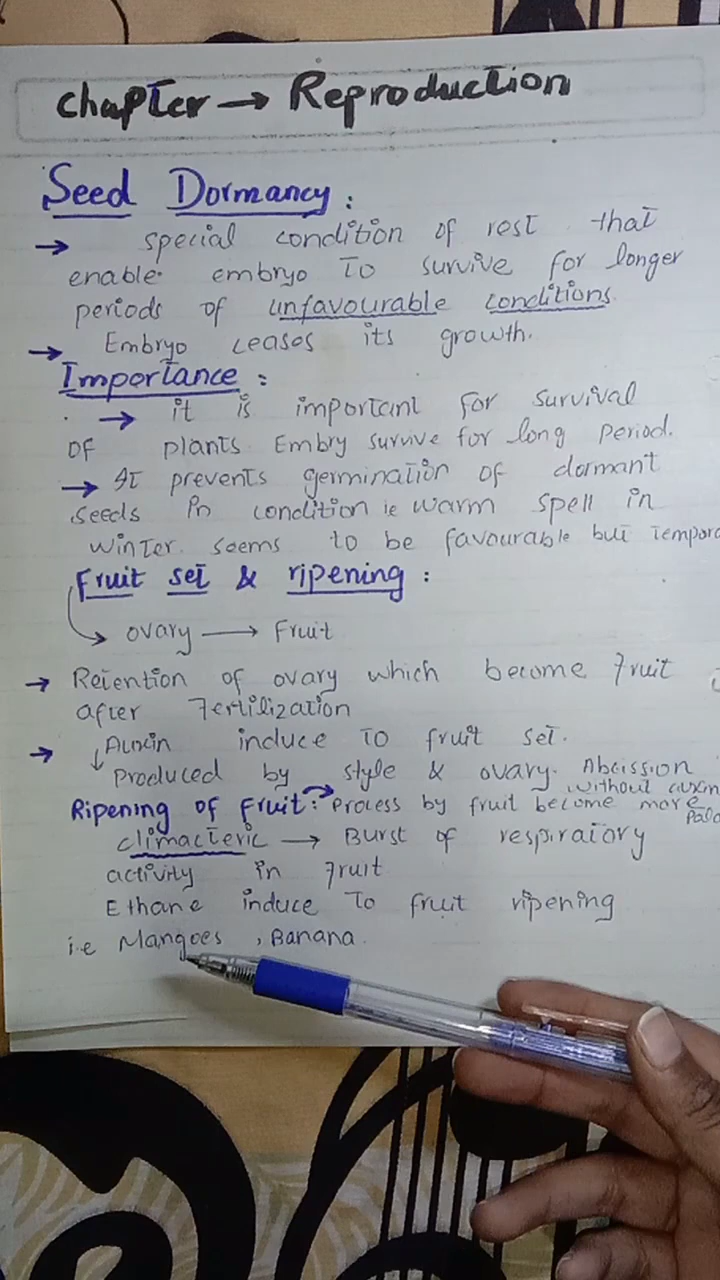 chapter → Reproduction
Seed Dormancy:
→ special condition of rest that
enable embryo to survive for longer
periods of unfavourable conditions.
→ Embryo ceases its growth.
Importance:
→ it is important for survival
of plants. Embry survive for long period.
→ It prevents germination of dormant
seeds in condition ie warm spell in
winter. seems to be favourable but tempora
Fruit set & ripening:
→ ovary → Fruit
→ Retention of ovary which become fruit
after fertilization
→ Auxin induce to fruit set.
↓ Produced by style & ovary. Abcission
without auxin
Ripening of fruit: → Process by fruit become more
Pala
climacteric → Burst of respiratory
activity in fruit
Ethane induce to fruit ripening
i.e Mangoes, Banana.